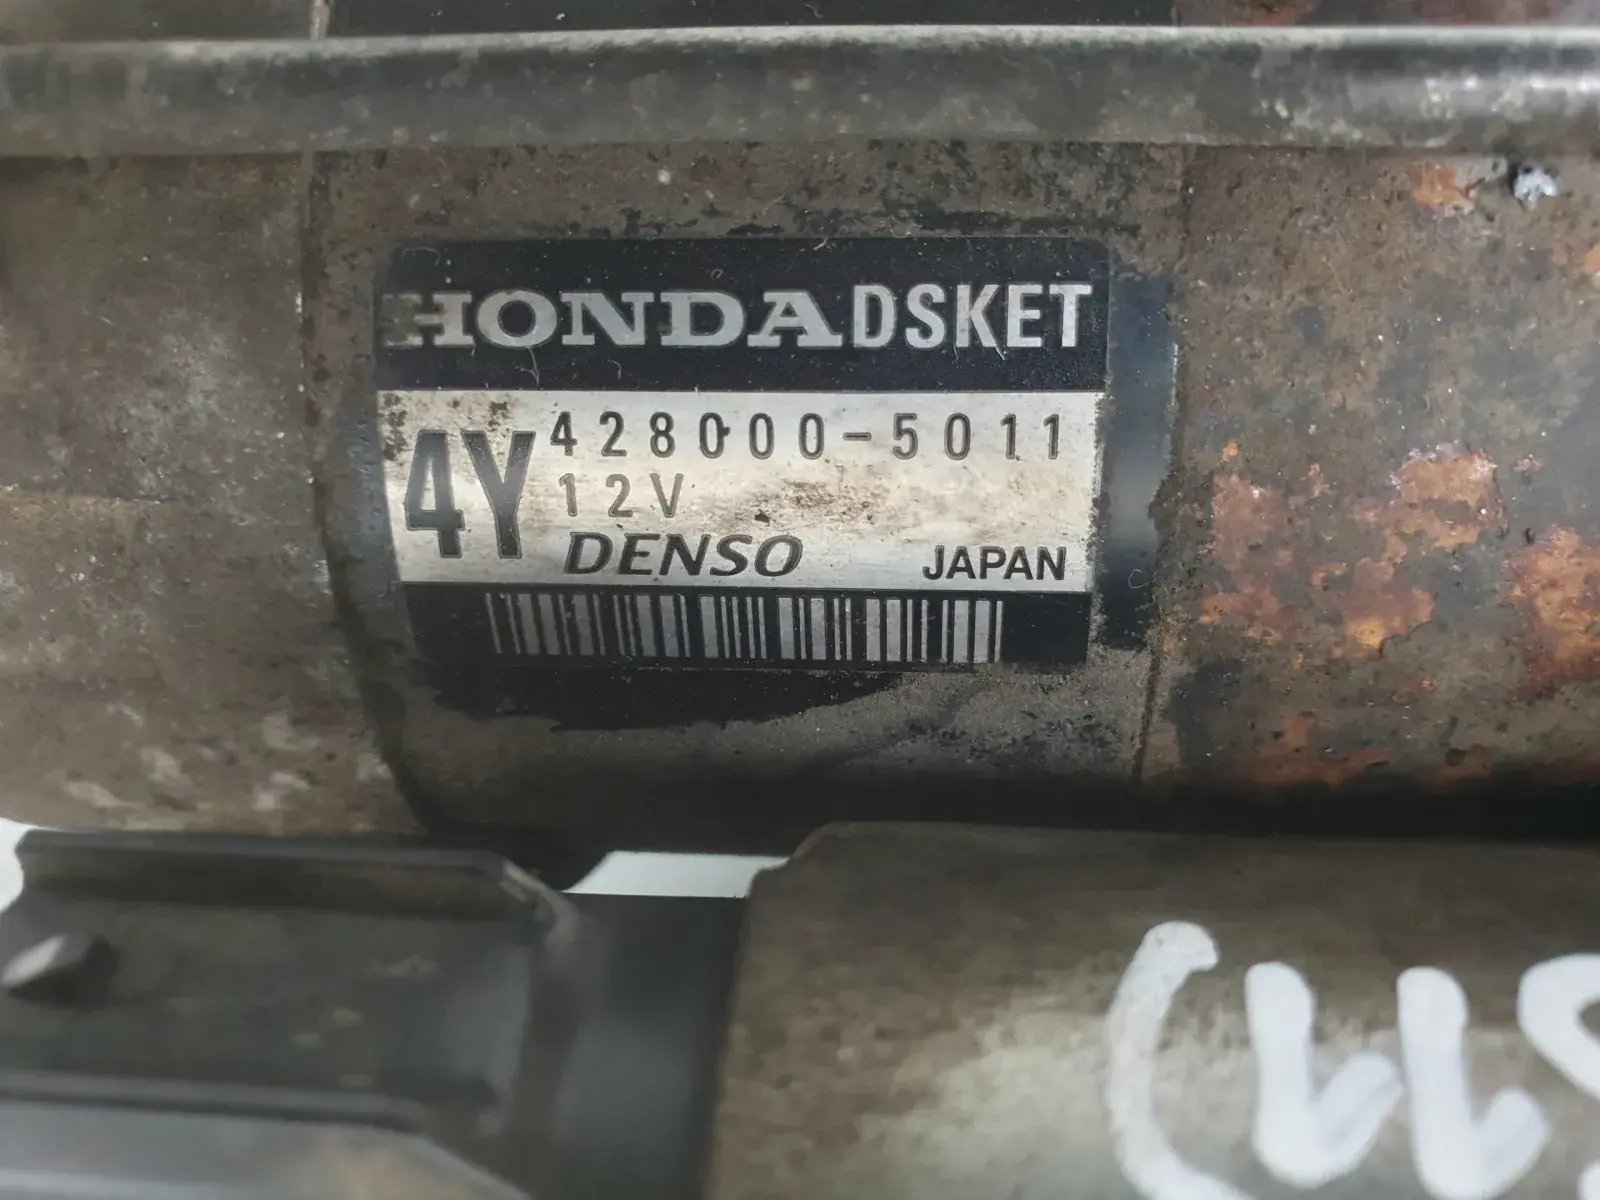 HONDA DSKET
4Y
428000-5011
12V
DENSO JAPAN